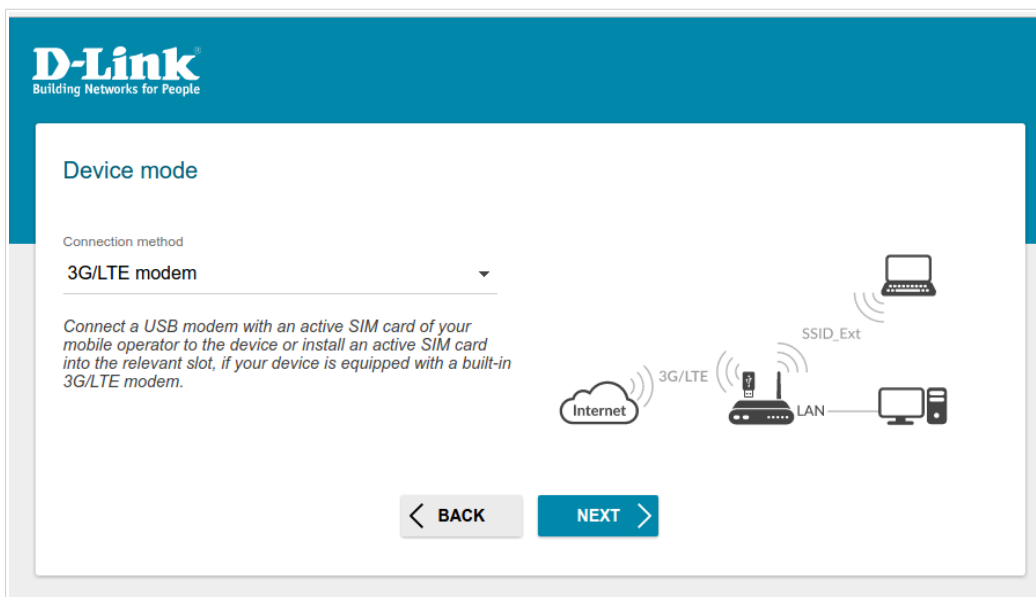 D-Link®
Building Networks for People
Device mode
Connection method
3G/LTE modem
Connect a USB modem with an active SIM card of your
mobile operator to the device or install an active SIM card
into the relevant slot, if your device is equipped with a built-in
3G/LTE modem.
SSID_Ext
3G/LTE
Internet
LAN
BACK
NEXT